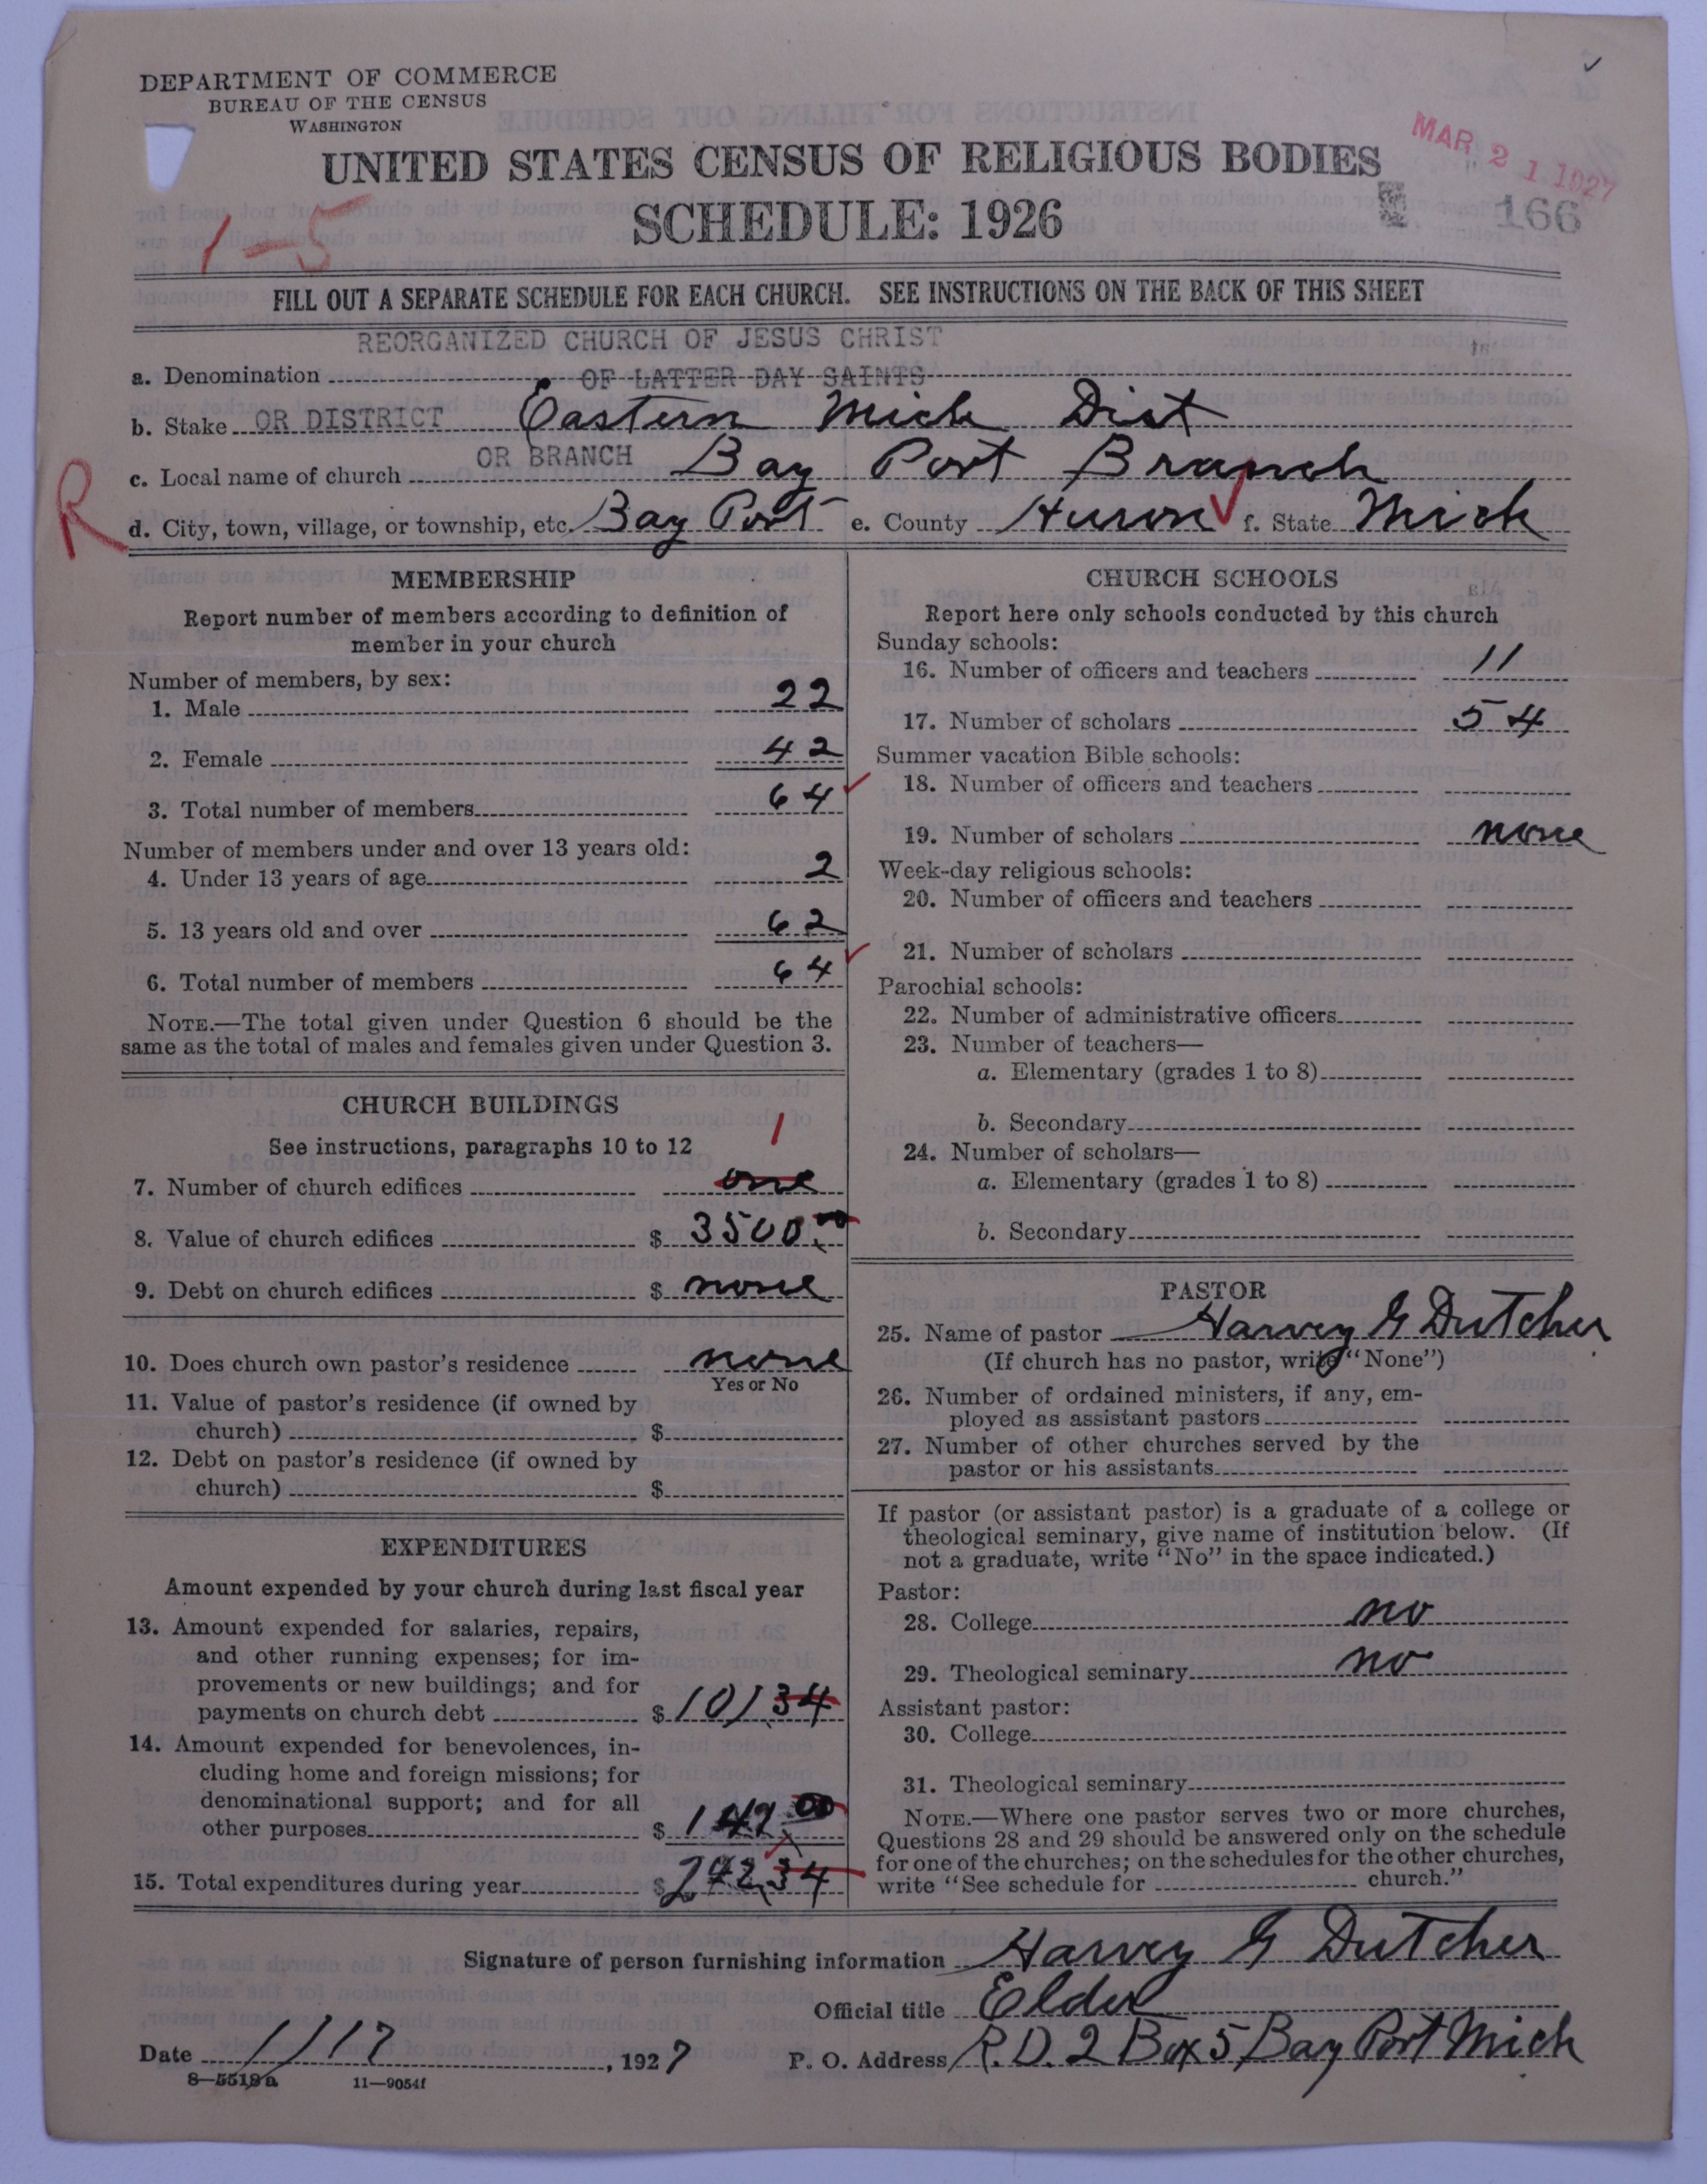 DEPARTMENT OF COMMERCE
BUREAU OF THE CENSUS
WASHINGTON
UNITED STATES CENSUS OF RELIGIOUS BODIES
SCHEDULE: 1926
MAR 21 1927
166
1-5
FILL OUT A SEPARATE SCHEDULE FOR EACH CHURCH. SEE INSTRUCTIONS ON THE BACK OF THIS SHEET
REORGANIZED CHURCH OF JESUS CHRIST
a. Denomination OF LATTER DAY SAINTS
b. Stake OR DISTRICT Eastern Mich Dist
c. Local name of church OR BRANCH Bay Port Branch
R
d. City, town, village, or township, etc. Bay Port e. County Huron f. State Mich
MEMBERSHIP
Report number of members according to definition of
member in your church
Number of members, by sex:
1. Male 22
2. Female 42
3. Total number of members 64
Number of members under and over 13 years old:
4. Under 13 years of age 2
5. 13 years old and over 62
6. Total number of members 64
NOTE.—The total given under Question 6 should be the
same as the total of males and females given under Question 3.
CHURCH BUILDINGS
See instructions, paragraphs 10 to 12
1
7. Number of church edifices one
8. Value of church edifices $ 3500.00
9. Debt on church edifices $ none
10. Does church own pastor's residence none
Yes or No
11. Value of pastor's residence (if owned by
church) $
12. Debt on pastor's residence (if owned by
church) $
EXPENDITURES
Amount expended by your church during last fiscal year
13. Amount expended for salaries, repairs,
and other running expenses; for im-
provements or new buildings; and for
payments on church debt $ 101.34
14. Amount expended for benevolences, in-
cluding home and foreign missions; for
denominational support; and for all
other purposes $ 00
15. Total expenditures during year $ 242.34
CHURCH SCHOOLS
Report here only schools conducted by this church
Sunday schools:
16. Number of officers and teachers 11
17. Number of scholars 54
Summer vacation Bible schools:
18. Number of officers and teachers
19. Number of scholars none
Week-day religious schools:
20. Number of officers and teachers
21. Number of scholars
Parochial schools:
22. Number of administrative officers
23. Number of teachers—
a. Elementary (grades 1 to 8)
b. Secondary
24. Number of scholars—
a. Elementary (grades 1 to 8)
b. Secondary
PASTOR
25. Name of pastor Harvey G Dutcher
(If church has no pastor, write "None")
26. Number of ordained ministers, if any, em-
ployed as assistant pastors
27. Number of other churches served by the
pastor or his assistants
If pastor (or assistant pastor) is a graduate of a college or
theological seminary, give name of institution below. (If
not a graduate, write "No" in the space indicated.)
Pastor:
28. College no
29. Theological seminary no
Assistant pastor:
30. College
31. Theological seminary
NOTE.—Where one pastor serves two or more churches,
Questions 28 and 29 should be answered only on the schedule
for one of the churches; on the schedules for the other churches,
write "See schedule for church."
Signature of person furnishing information Harvey G Dutcher
Official title Elder
Date 1/17, 1927 P. O. Address R.D. 2 Box 5 Bay Port Mich
8—5518a 11—9054f